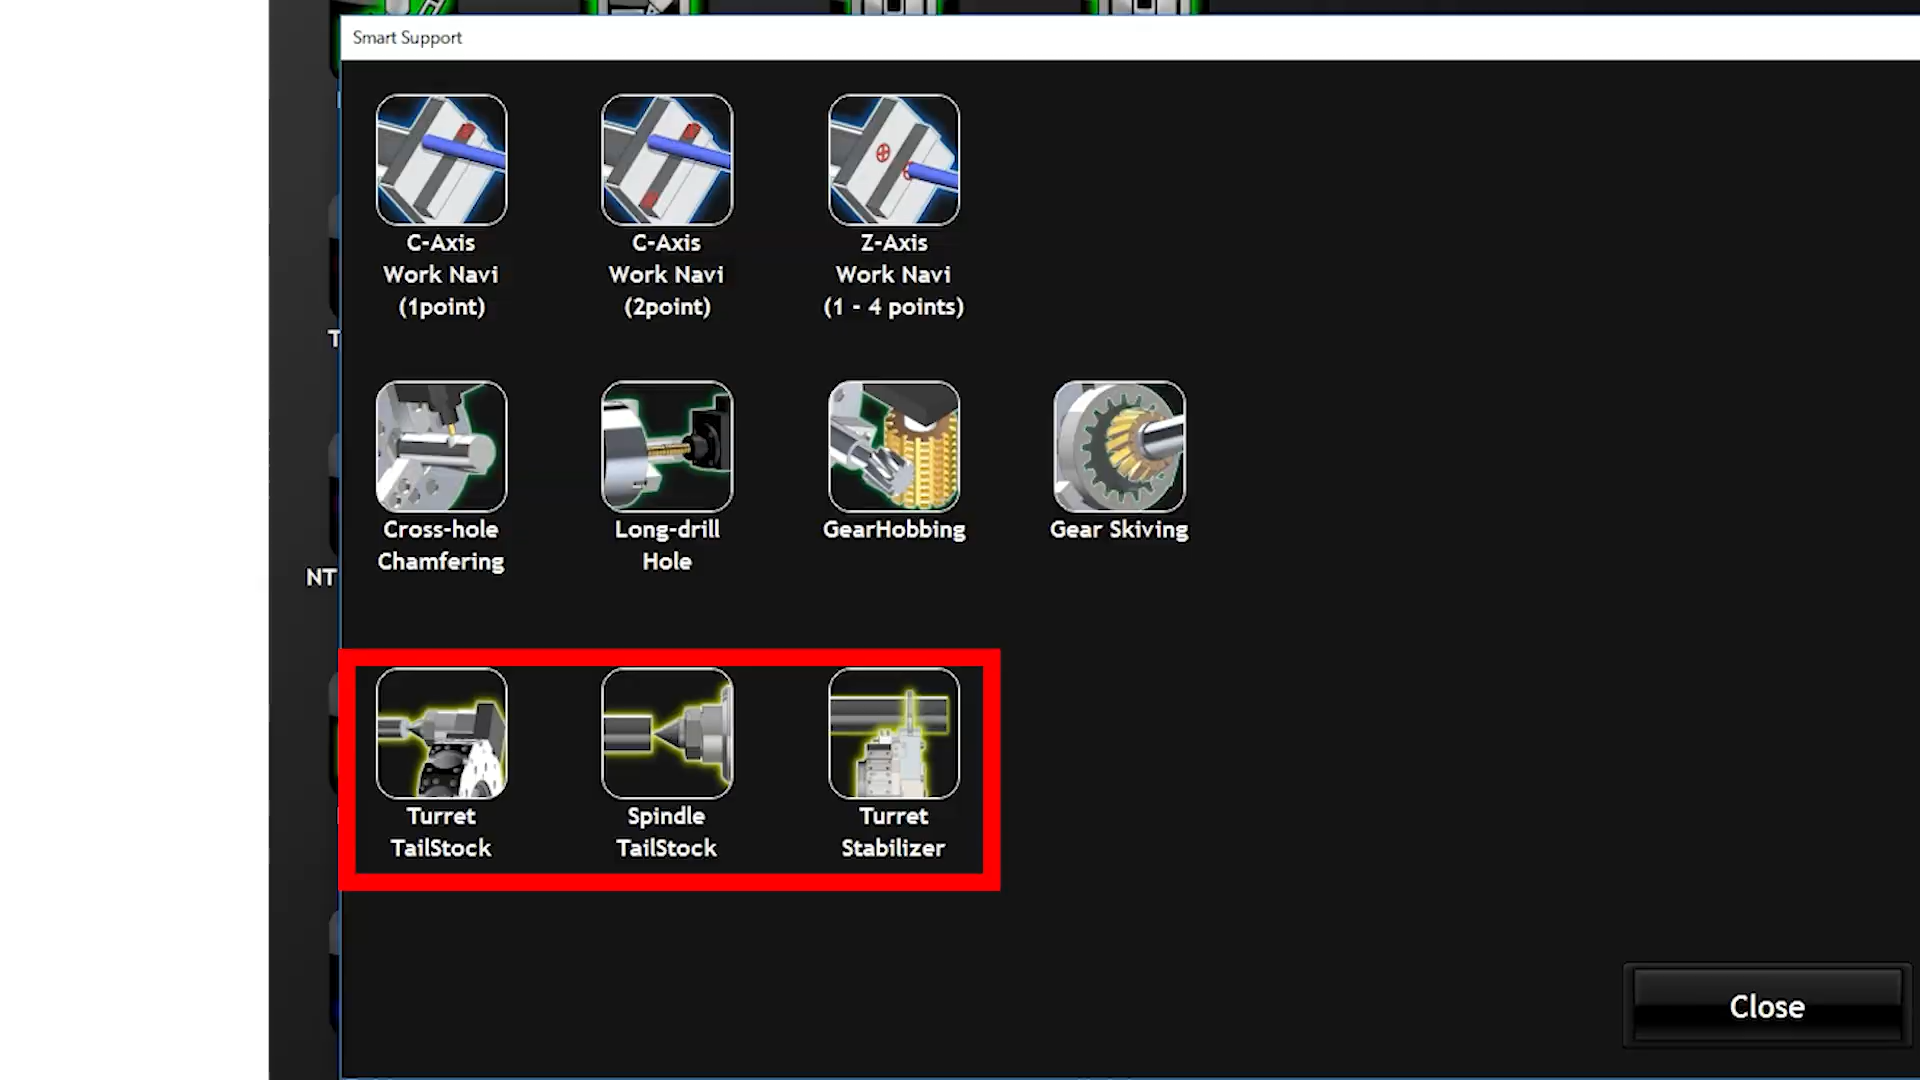 Smart Support
C-Axis
Work Navi
(1point)
C-Axis
Work Navi
(2point)
Z-Axis
Work Navi
(1 - 4 points)
Cross-hole
Chamfering
Long-drill
Hole
GearHobbing
Gear Skiving
NT
Turret
TailStock
Spindle
TailStock
Turret
Stabilizer
Close